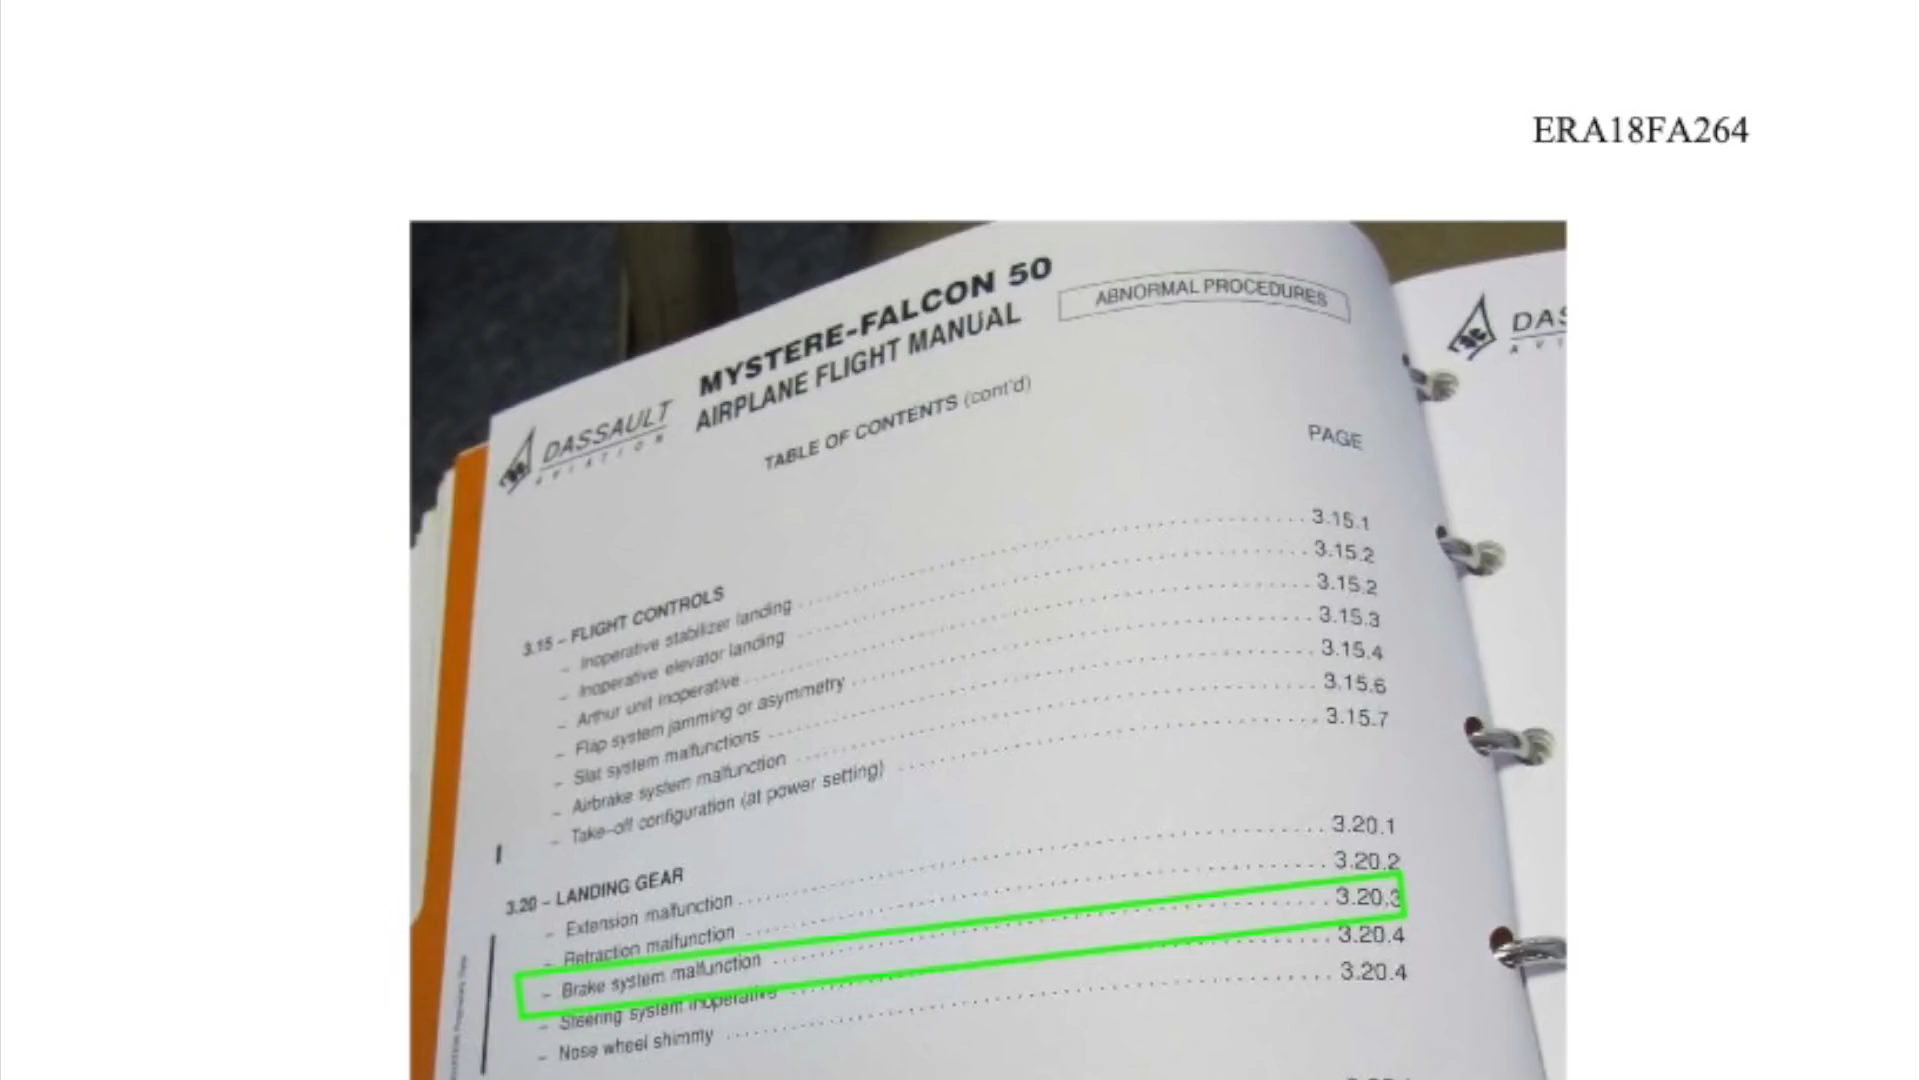 ERA18FA264
MYSTERE-FALCON 50
AIRPLANE FLIGHT MANUAL
ABNORMAL PROCEDURES
DASSAULT
AVIATION
TABLE OF CONTENTS (cont'd)
PAGE
3.15 – FLIGHT CONTROLS
– Inoperative stabilizer landing 3.15.1
– Inoperative elevator landing 3.15.2
– Arthur unit inoperative 3.15.2
– Flap system jamming or asymmetry 3.15.3
– Slat system malfunctions 3.15.4
– Airbrake system malfunction 3.15.6
– Take-off configuration (at power setting) 3.15.7
3.20 – LANDING GEAR
– Extension malfunction 3.20.1
– Retraction malfunction 3.20.2
– Brake system malfunction 3.20.3
– Steering system inoperative 3.20.4
– Nose wheel shimmy 3.20.4
DAS
AVI